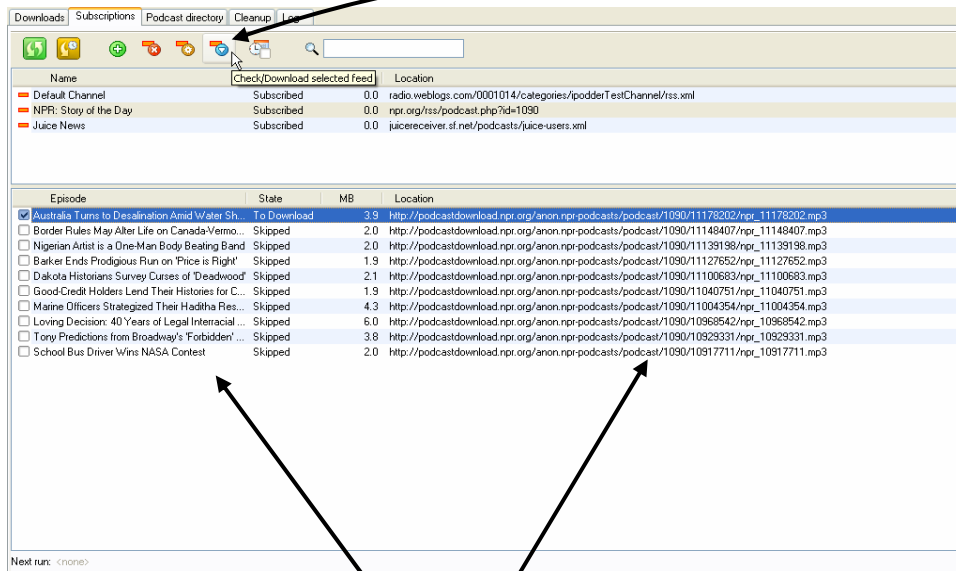 Downloads Subscriptions Podcast directory Cleanup Log
Check/Download selected feed
Name Location
Default Channel Subscribed 0.0 radio.weblogs.com/0001014/categories/ipodderTestChannel/rss.xml
NPR: Story of the Day Subscribed 0.0 npr.org/rss/podcast.php?id=1090
Juice News Subscribed 0.0 juicereceiver.sf.net/podcasts/juice-users.xml
Episode State MB Location
Australia Turns to Desalination Amid Water Sh... To Download 3.9 http://podcastdownload.npr.org/anon.npr-podcasts/podcast/1090/11178202/npr_11178202.mp3
Border Rules May Alter Life on Canada-Vermo... Skipped 2.0 http://podcastdownload.npr.org/anon.npr-podcasts/podcast/1090/11148407/npr_11148407.mp3
Nigerian Artist is a One-Man Body Beating Band Skipped 2.0 http://podcastdownload.npr.org/anon.npr-podcasts/podcast/1090/11139198/npr_11139198.mp3
Barker Ends Prodigious Run on 'Price is Right' Skipped 1.9 http://podcastdownload.npr.org/anon.npr-podcasts/podcast/1090/11127652/npr_11127652.mp3
Dakota Historians Survey Curses of 'Deadwood' Skipped 2.1 http://podcastdownload.npr.org/anon.npr-podcasts/podcast/1090/11100683/npr_11100683.mp3
Good-Credit Holders Lend Their Histories for C... Skipped 1.9 http://podcastdownload.npr.org/anon.npr-podcasts/podcast/1090/11040751/npr_11040751.mp3
Marine Officers Strategized Their Haditha Res... Skipped 4.3 http://podcastdownload.npr.org/anon.npr-podcasts/podcast/1090/11004354/npr_11004354.mp3
Loving Decision: 40 Years of Legal Interracial ... Skipped 6.0 http://podcastdownload.npr.org/anon.npr-podcasts/podcast/1090/10968542/npr_10968542.mp3
Tony Predictions from Broadway's 'Forbidden' ... Skipped 3.8 http://podcastdownload.npr.org/anon.npr-podcasts/podcast/1090/10929331/npr_10929331.mp3
School Bus Driver Wins NASA Contest Skipped 2.0 http://podcastdownload.npr.org/anon.npr-podcasts/podcast/1090/10917711/npr_10917711.mp3
Next run: <none>